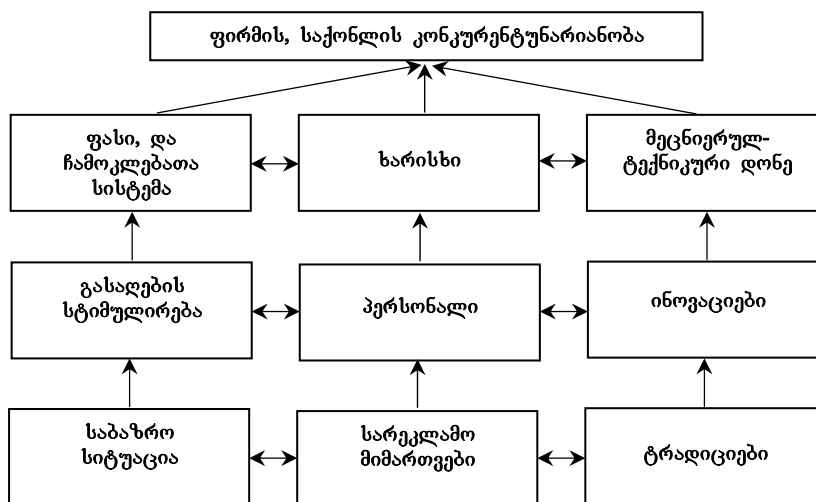 ფირმის, საქონლის კონკურენტუნარიანობა
ფასი, და
ჩამოკლებათა
სისტემა
ხარისხი
მეცნიერულ-
ტექნიკური დონე
გასაღების
სტიმულირება
პერსონალი
ინოვაციები
საბაზრო
სიტუაცია
სარეკლამო
მიმართვები
ტრადიციები